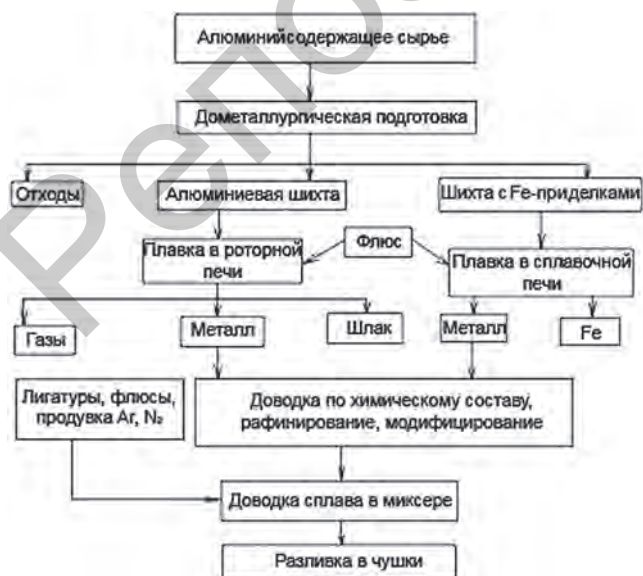 Алюминийсодержащее сырье
Дометаллургическая подготовка
Отходы
Алюминиевая шихта
Шихта с Fe-приделками
Плавка в роторной
печи
Флюс
Плавка в сплавочной
печи
Газы
Металл
Шлак
Металл
Fe
Лигатуры, флюсы,
продувка Ar, N₂
Доводка по химическому составу,
рафинирование, модифицирование
Доводка сплава в миксере
Разливка в чушки
Репо